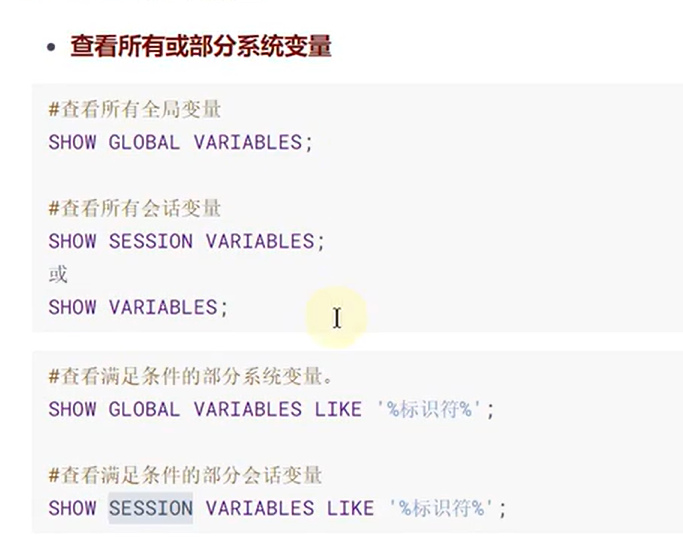 查看所有或部分系统变量
#查看所有全局变量
SHOW GLOBAL VARIABLES;
#查看所有会话变量
SHOW SESSION VARIABLES;
或
SHOW VARIABLES;
#查看满足条件的部分系统变量。
SHOW GLOBAL VARIABLES LIKE '%标识符%';
#查看满足条件的部分会话变量
SHOW SESSION VARIABLES LIKE '%标识符%';